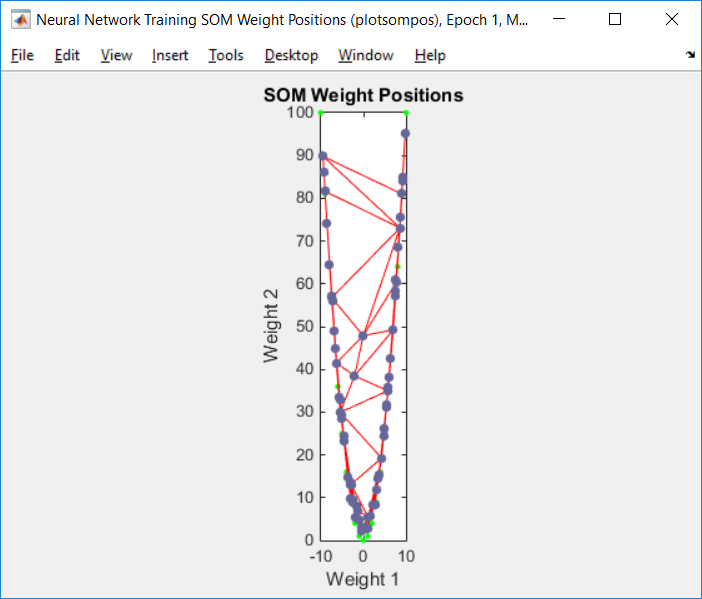 Neural Network Training SOM Weight Positions (plotsompos), Epoch 1, M...
File Edit View Insert Tools Desktop Window Help
SOM Weight Positions
100
90
80
70
60
50
40
30
20
10
0
Weight 2
-10 0 10
Weight 1